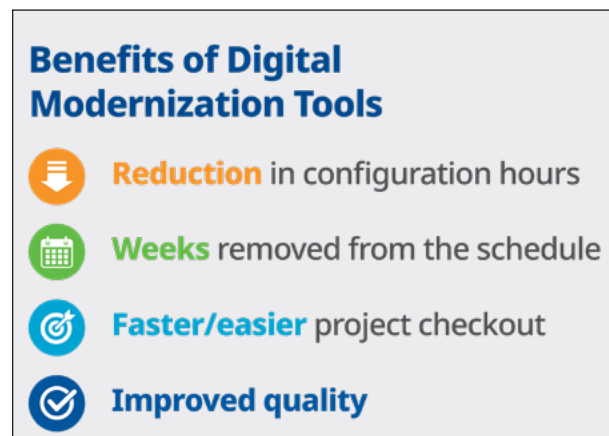 Benefits of Digital
Modernization Tools
Reduction in configuration hours
Weeks removed from the schedule
Faster/easier project checkout
Improved quality